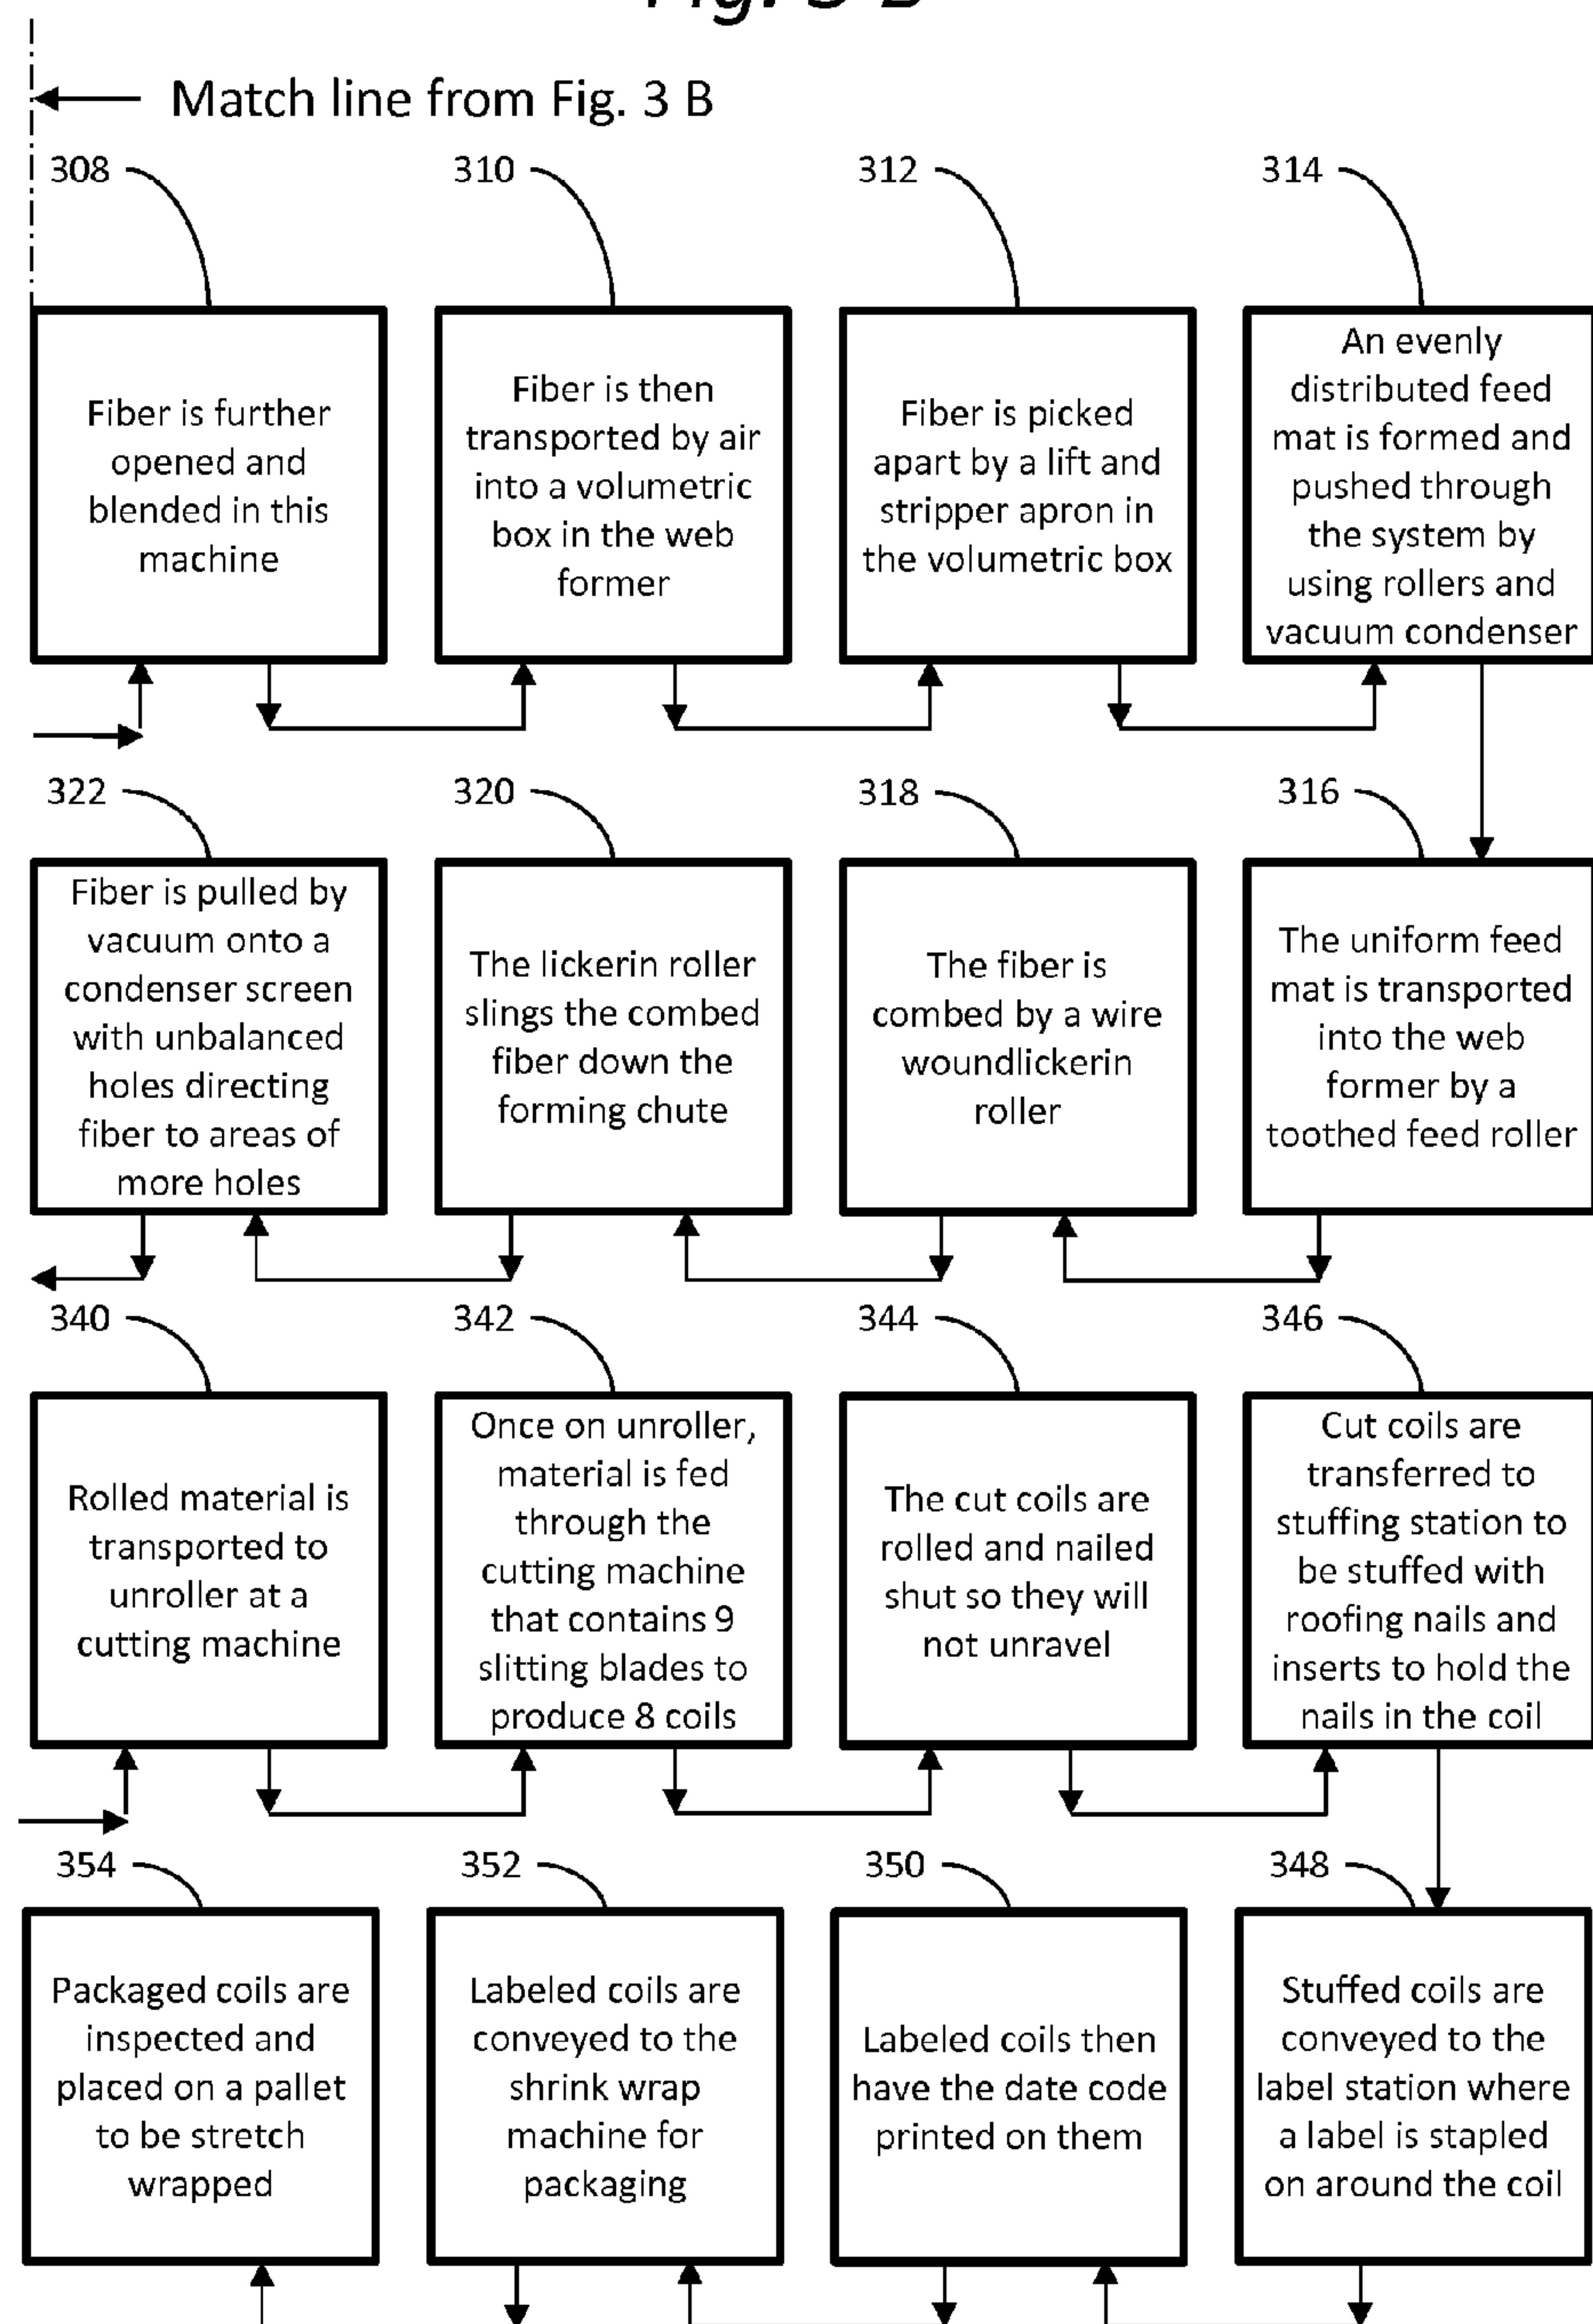 Fig. 3 B
Match line from Fig. 3 B
308
310
312
314
Fiber is further
opened and
blended in this
machine
Fiber is then
transported by air
into a volumetric
box in the web
former
Fiber is picked
apart by a lift and
stripper apron in
the volumetric box
An evenly
distributed feed
mat is formed and
pushed through
the system by
using rollers and
vacuum condenser
322
320
318
316
Fiber is pulled by
vacuum onto a
condenser screen
with unbalanced
holes directing
fiber to areas of
more holes
The lickerin roller
slings the combed
fiber down the
forming chute
The fiber is
combed by a wire
woundlickerin
roller
The uniform feed
mat is transported
into the web
former by a
toothed feed roller
340
342
344
346
Rolled material is
transported to
unroller at a
cutting machine
Once on unroller,
material is fed
through the
cutting machine
that contains 9
slitting blades to
produce 8 coils
The cut coils are
rolled and nailed
shut so they will
not unravel
Cut coils are
transferred to
stuffing station to
be stuffed with
roofing nails and
inserts to hold the
nails in the coil
354
352
350
348
Packaged coils are
inspected and
placed on a pallet
to be stretch
wrapped
Labeled coils are
conveyed to the
shrink wrap
machine for
packaging
Labeled coils then
have the date code
printed on them
Stuffed coils are
conveyed to the
label station where
a label is stapled
on around the coil